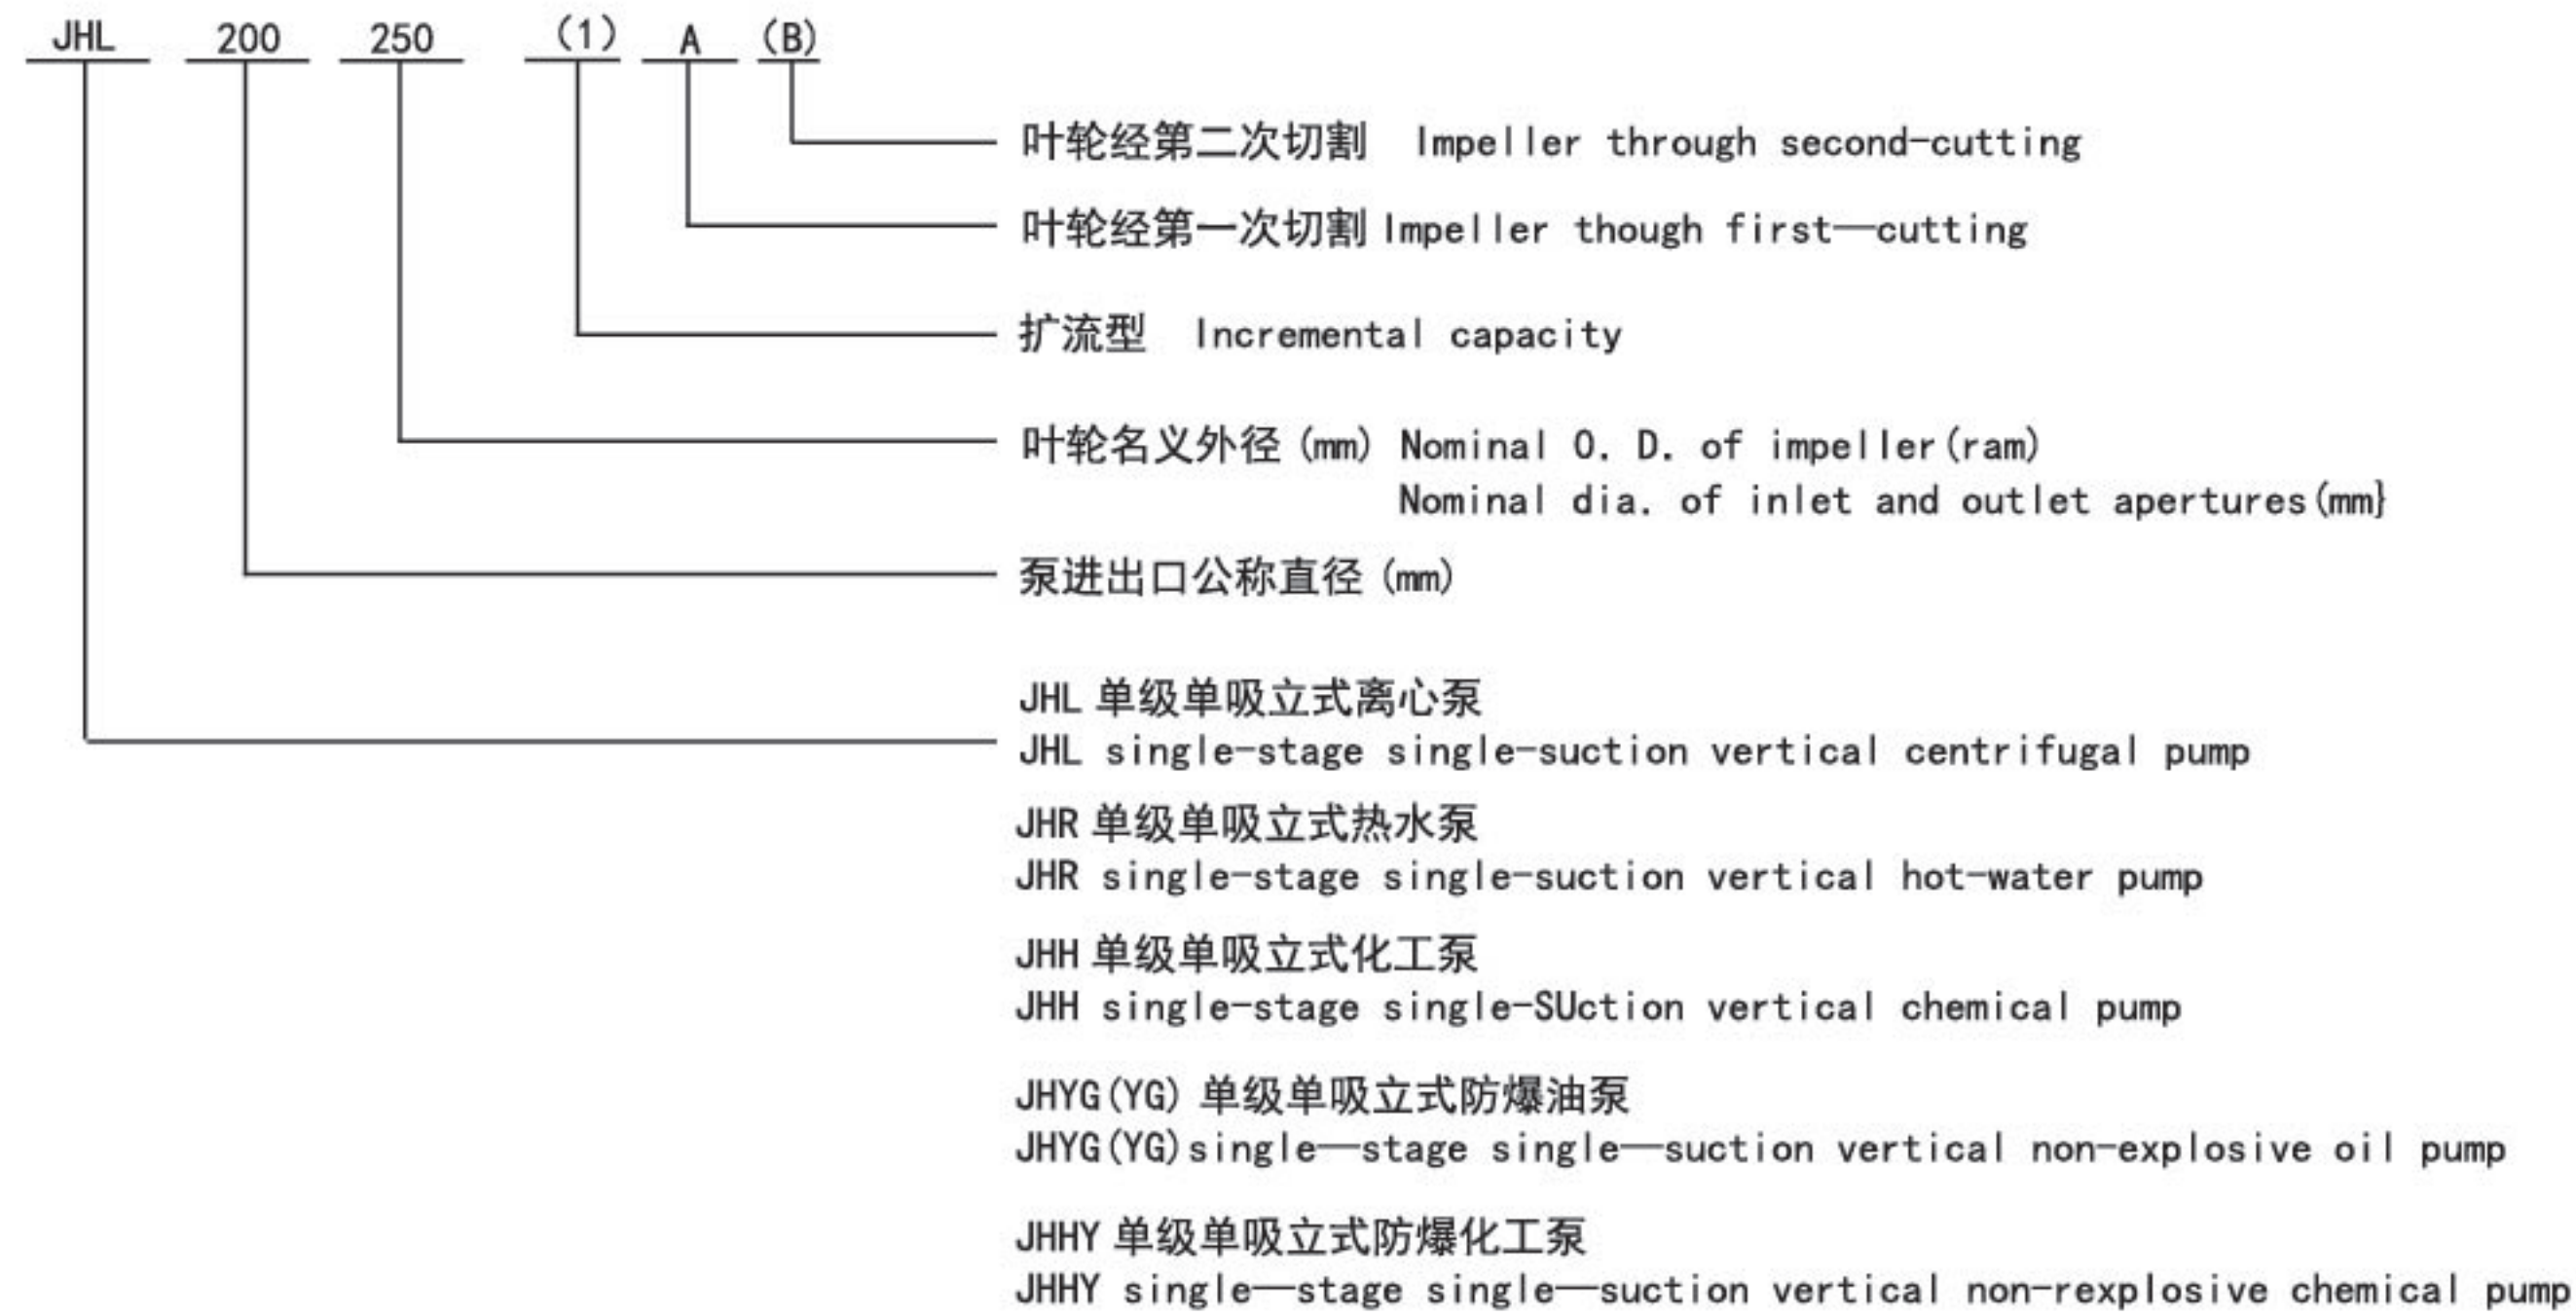 JHL 200 250 (1) A (B)
叶轮经第二次切割 Impeller through second-cutting
叶轮经第一次切割 Impeller though first—cutting
扩流型 Incremental capacity
叶轮名义外径 (mm) Nominal O. D. of impeller(ram)
Nominal dia. of inlet and outlet apertures(mm}
泵进出口公称直径 (mm)
JHL 单级单吸立式离心泵
JHL single-stage single-suction vertical centrifugal pump
JHR 单级单吸立式热水泵
JHR single-stage single-suction vertical hot-water pump
JHH 单级单吸立式化工泵
JHH single-stage single-SUction vertical chemical pump
JHYG(YG) 单级单吸立式防爆油泵
JHYG(YG)single—stage single—suction vertical non-explosive oil pump
JHHY 单级单吸立式防爆化工泵
JHHY single—stage single—suction vertical non-rexplosive chemical pump